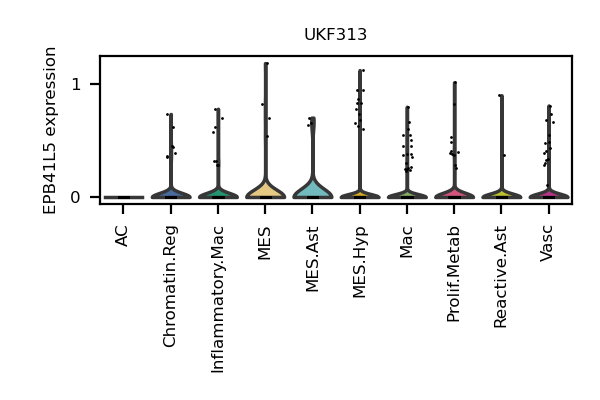 UKF313
EPB41L5 expression
1
0
AC
Chromatin.Reg
Inflammatory.Mac
MES
MES.Ast
MES.Hyp
Mac
Prolif.Metab
Reactive.Ast
Vasc